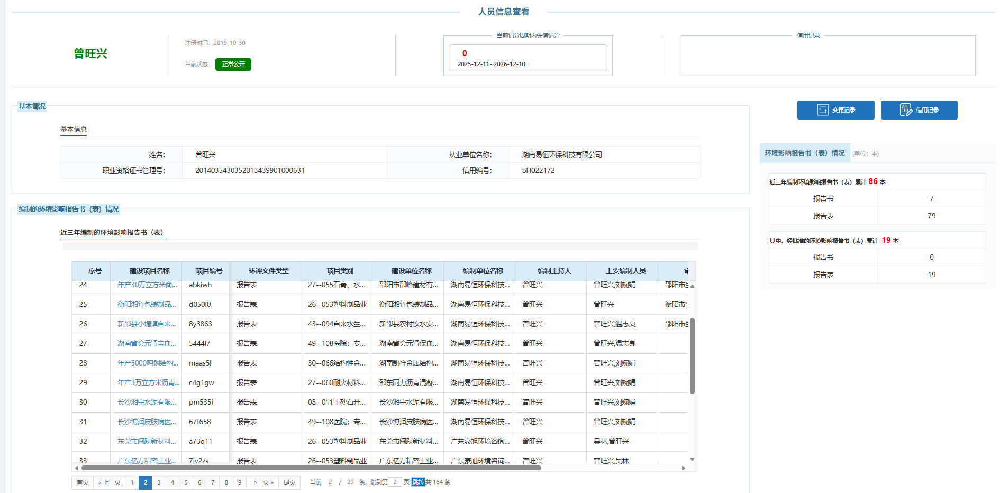 人员信息查看
曾旺兴
注册时间：2019-10-30
当前状态：
正常公开
当前记分周期内失信记分
0
2025-12-11~2026-12-10
信用记录
基本情况
变更记录
信用记录
基本信息
姓名：
曾旺兴
从业单位名称：
湖南易恒环保科技有限公司
职业资格证书管理号：
2014035430352013439901000631
信用编号：
BH022172
环境影响报告书（表）情况 (单位：本)
近三年编制环境影响报告书（表）累计 86 本
报告书 7
报告表 79
其中，经批准的环境影响报告书（表）累计 19 本
报告书 0
报告表 19
编制的环境影响报告书（表）情况
近三年编制的环境影响报告书（表）
序号 建设项目名称 项目编号 环评文件类型 项目类别 建设单位名称 编制单位名称 编制主持人 主要编制人员
24 年产30万立方米商... abkiwh 报告表 27--055石膏、水... 邵阳市邵峰建材有... 湖南易恒环保科技... 曾旺兴 曾旺兴,刘婉娟 邵阳市生
25 衡阳湘竹包装制品... d050l0 报告表 26--053塑料制品业 衡阳湘竹包装制品... 湖南易恒环保科技... 曾旺兴 曾旺兴 衡阳市生
26 新邵县小塘镇自来... 8y3863 报告表 43--094自来水生... 新邵县农村饮水安... 湖南易恒环保科技... 曾旺兴 曾旺兴,温志良 邵阳市生
27 湖南省会元肾宝血... 5444l7 报告表 49--108医院；专... 湖南省会元肾保血... 湖南易恒环保科技... 曾旺兴 曾旺兴,温志良
28 年产5000吨钢结构... maas5l 报告表 30--066结构性金... 湖南凯祥金属结构... 湖南易恒环保科技... 曾旺兴 曾旺兴,刘婉娟
29 年产3万立方米沥青... c4g1gw 报告表 27--060耐火材料... 邵东同力沥青混凝... 湖南易恒环保科技... 曾旺兴 曾旺兴,刘婉娟
30 长沙湘宁水泥有限... pm535i 报告表 08--011土砂石开... 长沙湘宁水泥有限... 湖南易恒环保科技... 曾旺兴 曾旺兴,刘婉娟
31 长沙博润皮肤病医... 67f658 报告表 49--108医院；专... 长沙博润皮肤病医... 湖南易恒环保科技... 曾旺兴 曾旺兴,刘婉娟
32 东莞市闽跃新材料... a73q11 报告表 26--053塑料制品业 东莞市闽跃新材料... 广东豪旭环境咨询... 曾旺兴 吴林,曾旺兴
33 广东亿万精密工业... 7jv2zs 报告表 26--053塑料制品业 广东亿万精密工业... 广东豪旭环境咨询... 曾旺兴 曾旺兴,吴林
首页 « 上一页 1 2 3 4 5 6 7 8 9 下一页 » 尾页 当前 2 / 20 条，跳到第 2 页 跳转 共 164 条